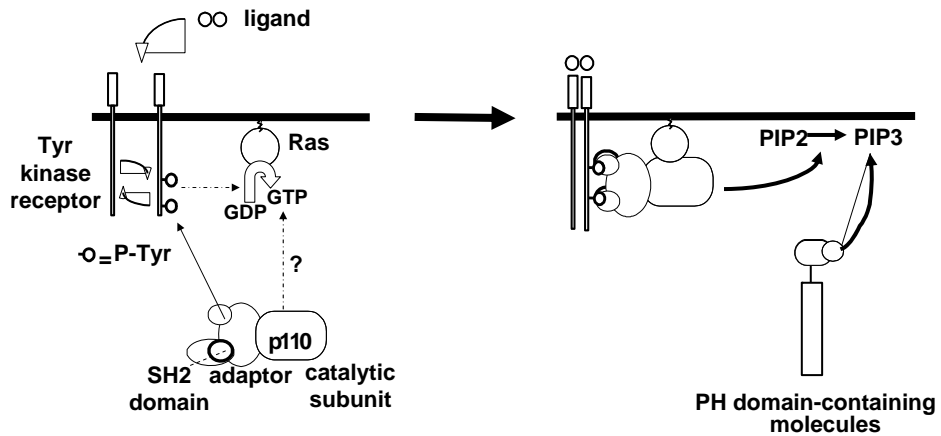 ligand
Tyr
kinase
receptor
Ras
GDP
GTP
=P-Tyr
?
p110
SH2
domain
adaptor
catalytic
subunit
PIP2
PIP3
PH domain-containing
molecules